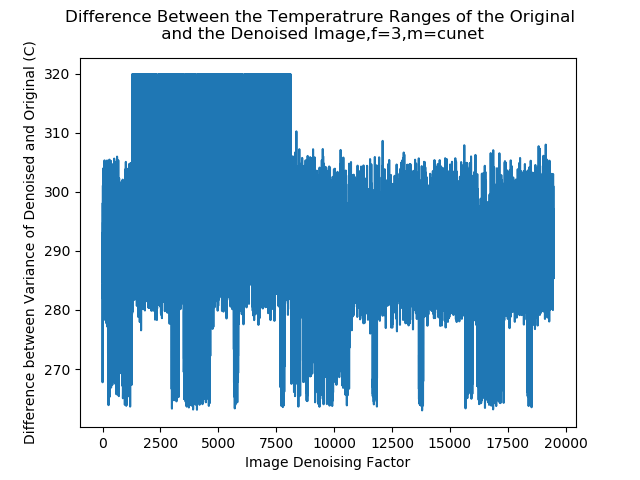 Difference Between the Temperatrure Ranges of the Original
and the Denoised Image,f=3,m=cunet
Difference between Variance of Denoised and Original (C)
320
310
300
290
280
270
0 2500 5000 7500 10000 12500 15000 17500 20000
Image Denoising Factor